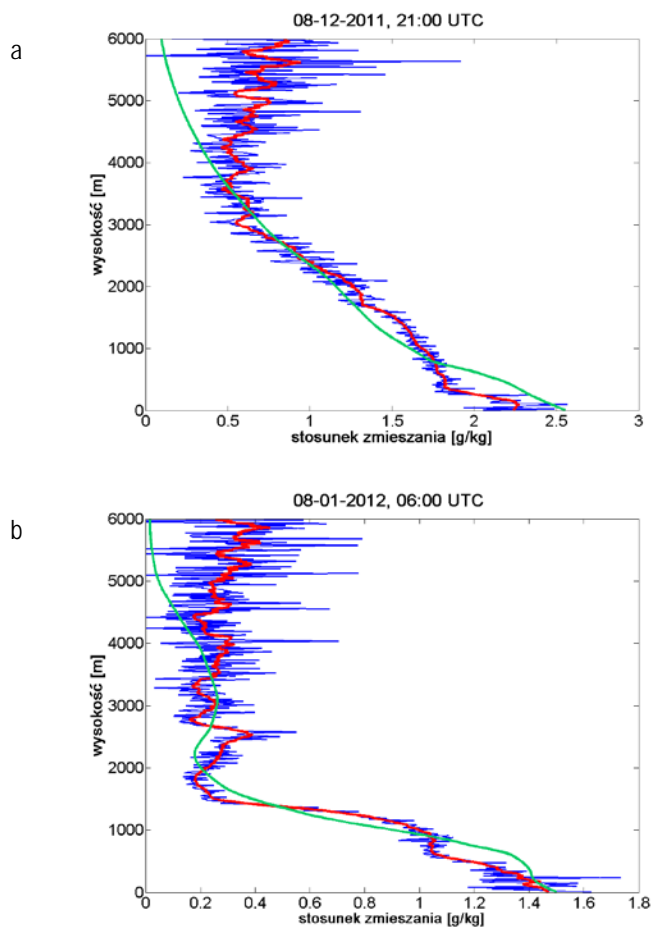 a
08-12-2011, 21:00 UTC
6000
5000
4000
3000
2000
1000
0
wysokość [m]
0 0.5 1 1.5 2 2.5 3
stosunek zmieszania [g/kg]
b
08-01-2012, 06:00 UTC
6000
5000
4000
3000
2000
1000
0
wysokość [m]
0 0.2 0.4 0.6 0.8 1 1.2 1.4 1.6 1.8
stosunek zmieszania [g/kg]